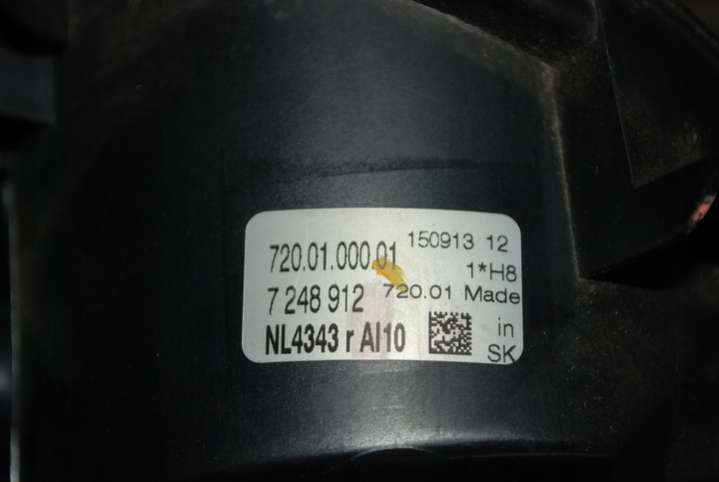 720.01.000.01 150913 12
1*H8
7 248 912 720.01 Made
NL4343 r AI10 in
SK